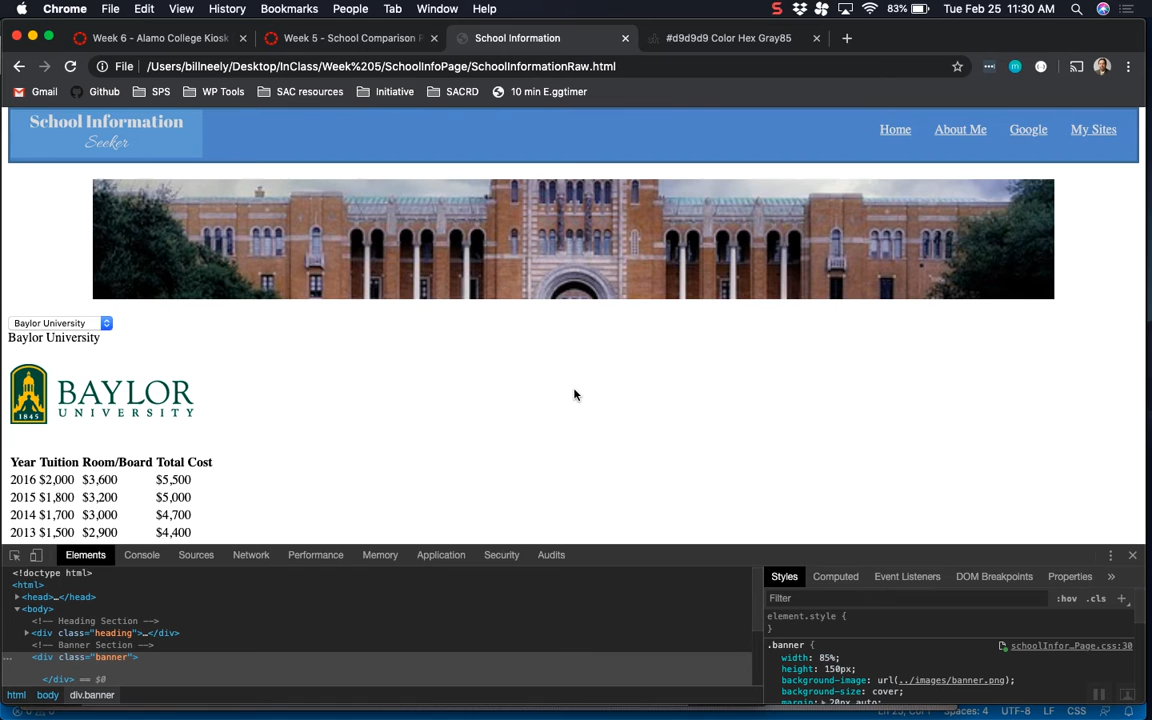 Chrome File Edit View History Bookmarks People Tab Window Help 83% Tue Feb 25 11:30 AM
Week 6 - Alamo College Kiosk Week 5 - School Comparison P School Information #d9d9d9 Color Hex Gray85
File /Users/billneely/Desktop/InClass/Week%205/SchoolInfoPage/SchoolInformationRaw.html
Gmail Github SPS WP Tools SAC resources Initiative SACRD 10 min E.ggtimer
School Information
Seeker
Home About Me Google My Sites
Baylor University
Baylor University
BAYLOR
UNIVERSITY
1845
Year Tuition Room/Board Total Cost
2016 $2,000 $3,600 $5,500
2015 $1,800 $3,200 $5,000
2014 $1,700 $3,000 $4,700
2013 $1,500 $2,900 $4,400
Elements Console Sources Network Performance Memory Application Security Audits
<!doctype html>
<html>
<head>…</head>
<body>
<!-- Heading Section -->
<div class="heading">…</div>
<!-- Banner Section -->
<div class="banner">
</div> == $0
html body div.banner
Styles Computed Event Listeners DOM Breakpoints Properties »
Filter :hov .cls +
element.style {
}
.banner { schoolInfor…Page.css:30
width: 85%;
height: 150px;
background-image: url(../images/banner.png);
background-size: cover;
margin: 20px auto;
Spaces: 4 UTF-8 LF CSS